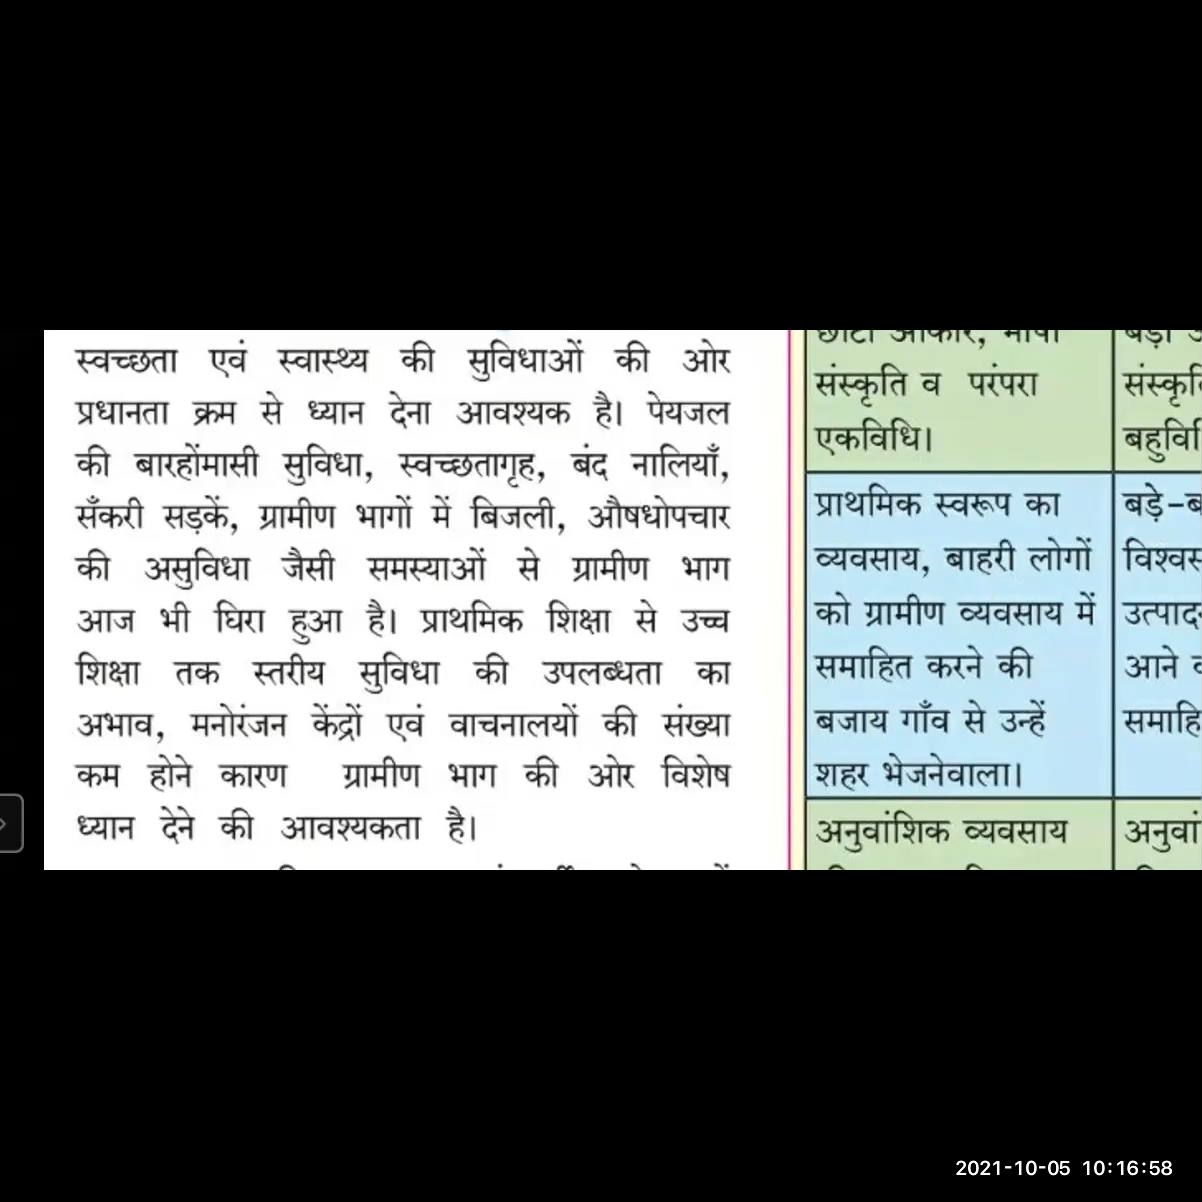 स्वच्छता एवं स्वास्थ्य की सुविधाओं की ओर
प्रधानता क्रम से ध्यान देना आवश्यक है। पेयजल
की बारहोंमासी सुविधा, स्वच्छतागृह, बंद नालियाँ,
सँकरी सड़कें, ग्रामीण भागों में बिजली, औषधोपचार
की असुविधा जैसी समस्याओं से ग्रामीण भाग
आज भी घिरा हुआ है। प्राथमिक शिक्षा से उच्च
शिक्षा तक स्तरीय सुविधा की उपलब्धता का
अभाव, मनोरंजन केंद्रों एवं वाचनालयों की संख्या
कम होने कारण ग्रामीण भाग की ओर विशेष
ध्यान देने की आवश्यकता है।
छोटा आकार, भाषा
संस्कृति व परंपरा
एकविधि।
प्राथमिक स्वरूप का
व्यवसाय, बाहरी लोगों
को ग्रामीण व्यवसाय में
समाहित करने की
बजाय गाँव से उन्हें
शहर भेजनेवाला।
अनुवांशिक व्यवसाय
बड़ा
आने
2021-10-05 10:16:58